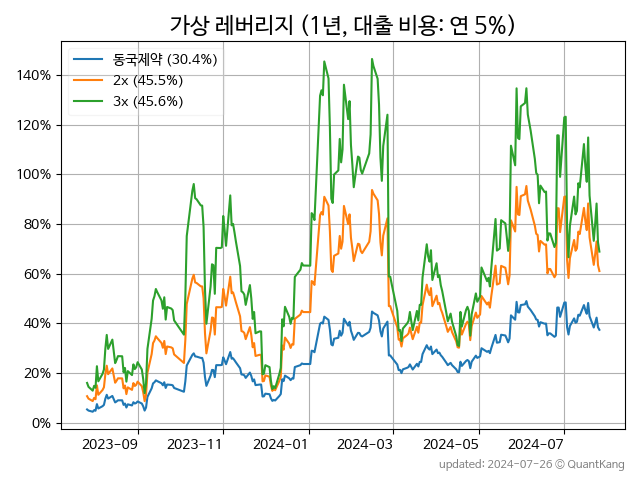 가상 레버리지 (1년, 대출 비용: 연 5%)
동국제약 (30.4%)
2x (45.5%)
3x (45.6%)
140%
120%
100%
80%
60%
40%
20%
0%
2023-09 2023-11 2024-01 2024-03 2024-05 2024-07
updated: 2024-07-26 © QuantKang